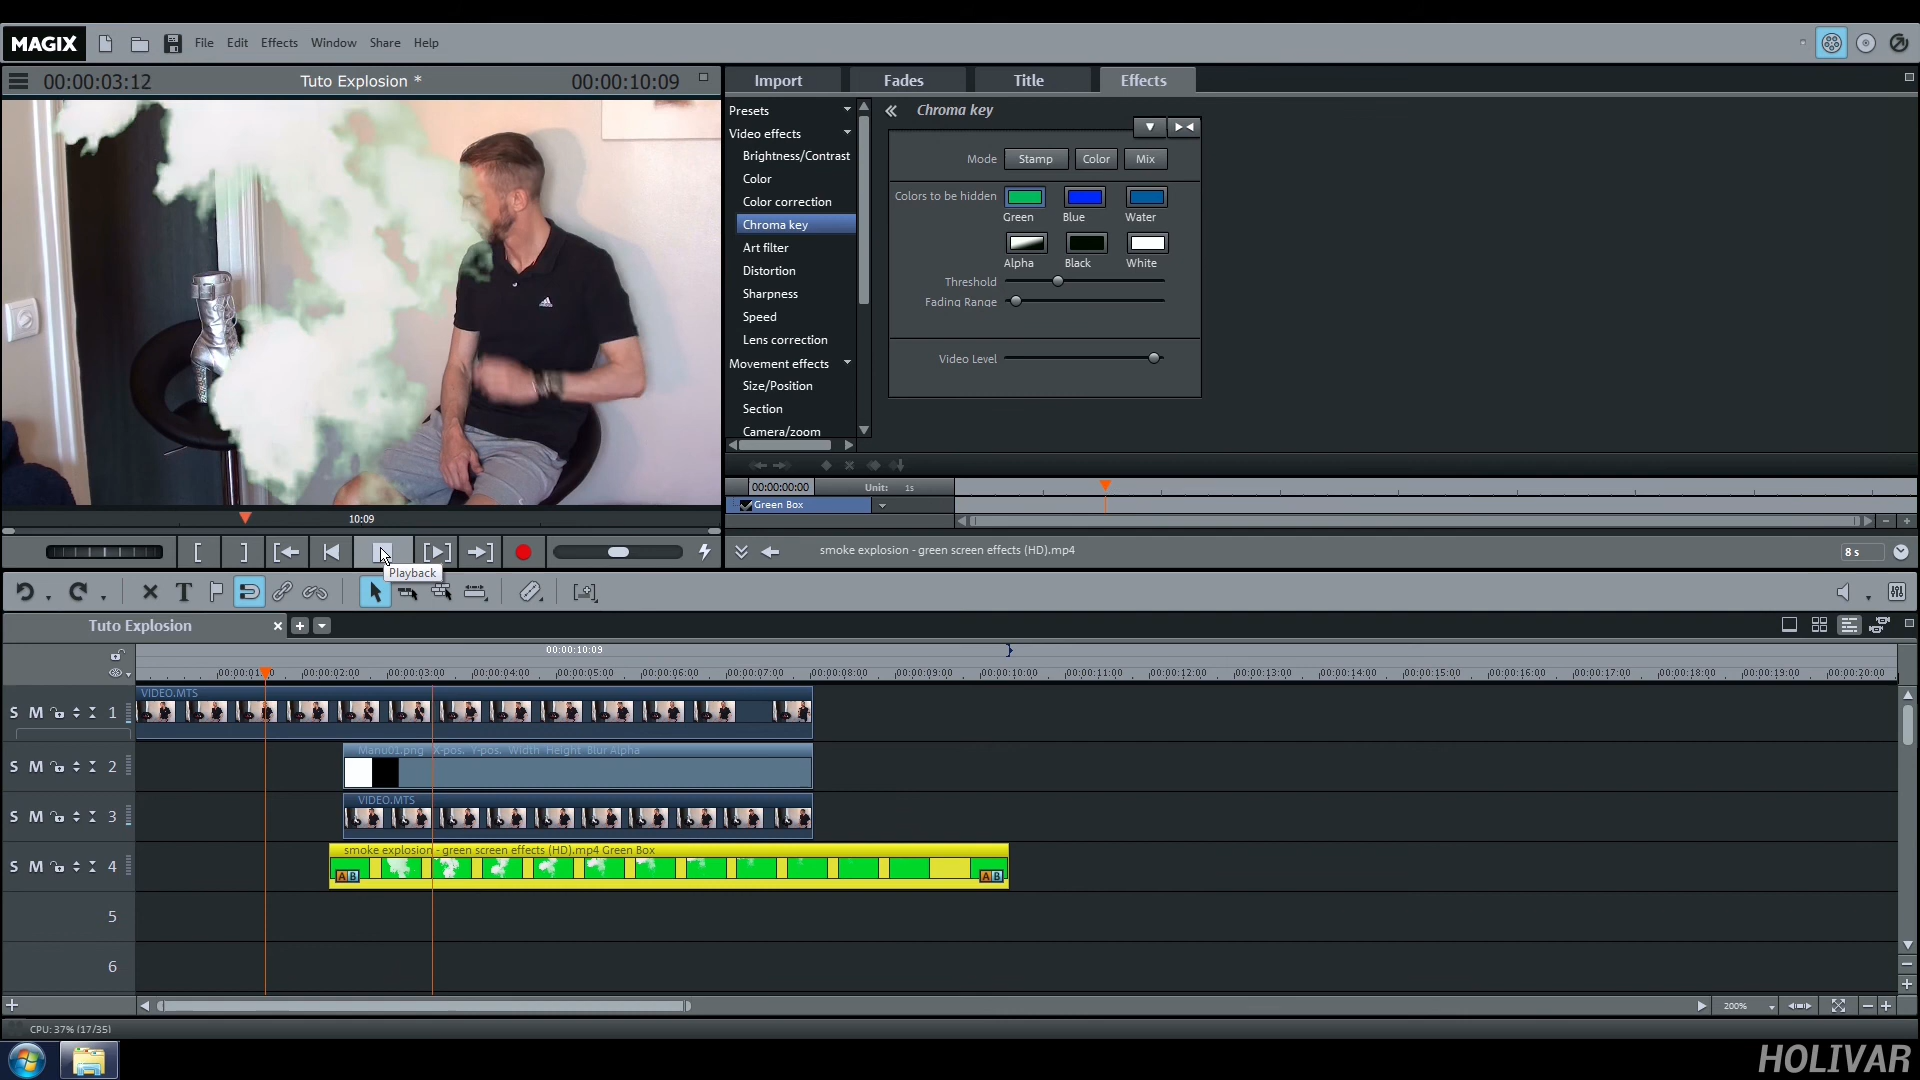 MAGIX File Edit Effects Window Share Help
00:00:03:12 Tuto Explosion * 00:00:10:09
Import Fades Title Effects
Presets
Video effects
Brightness/Contrast
Color
Color correction
Chroma key
Art filter
Distortion
Sharpness
Speed
Lens correction
Movement effects
Size/Position
Section
Camera/zoom
Chroma key
Mode Stamp Color Mix
Colors to be hidden
Green Blue Water
Alpha Black White
Threshold
Fading Range
Video Level
adidas
00:00:00:00 Unit: 1s
Green Box
10:09
Playback
smoke explosion - green screen effects (HD).mp4 8 s
Tuto Explosion
00:00:10:09
00:00:02:00 00:00:03:00 00:00:04:00 00:00:05:00 00:00:06:00 00:00:07:00 00:00:08:00 00:00:09:00 00:00:10:00 00:00:11:00 00:00:12:00 00:00:13:00 00:00:14:00 00:00:15:00 00:00:16:00 00:00:17:00 00:00:18:00 00:00:19:00 00:00:20:00
VIDEO.MTS
S M 1
Manu01.png X-pos. Y-pos. Width Height Blur Alpha
S M 2
VIDEO.MTS
S M 3
smoke explosion - green screen effects (HD).mp4 Green Box
S M 4
A B A B
5
6
200%
CPU: 37% (17/35)
HOLIVAR